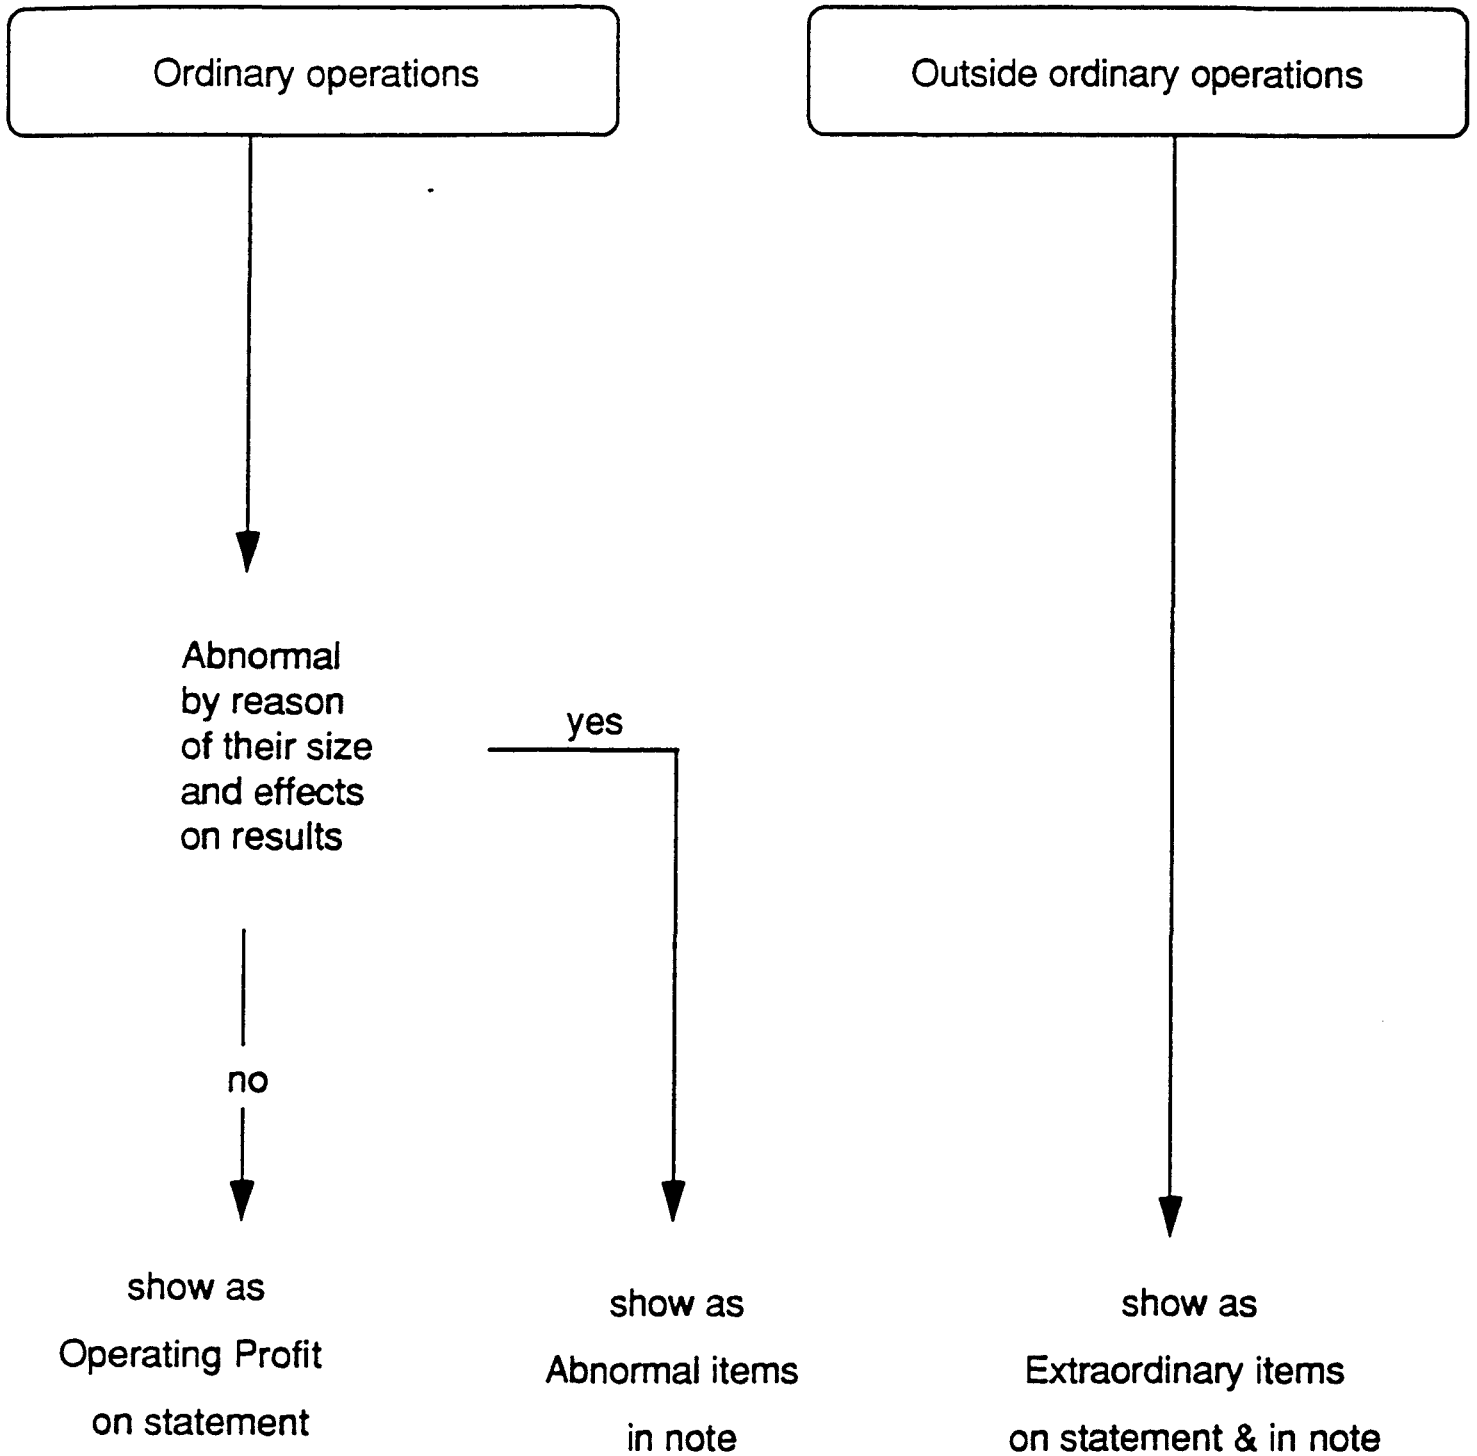 Ordinary operations
Outside ordinary operations
Abnormal
by reason
of their size
and effects
on results
yes
no
show as
Operating Profit
on statement
show as
Abnormal items
in note
show as
Extraordinary items
on statement & in note